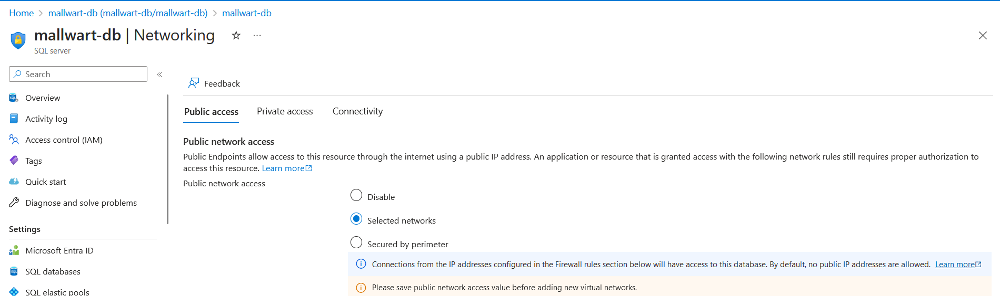 Home > mallwart-db (mallwart-db/mallwart-db) > mallwart-db
mallwart-db | Networking
SQL server
Search
Overview
Activity log
Access control (IAM)
Tags
Quick start
Diagnose and solve problems
Settings
Microsoft Entra ID
SQL databases
SQL elastic pools
Feedback
Public access Private access Connectivity
Public network access
Public Endpoints allow access to this resource through the internet using a public IP address. An application or resource that is granted access with the following network rules still requires proper authorization to
access this resource. Learn more
Public network access
Disable
Selected networks
Secured by perimeter
Connections from the IP addresses configured in the Firewall rules section below will have access to this database. By default, no public IP addresses are allowed. Learn more
Please save public network access value before adding new virtual networks.